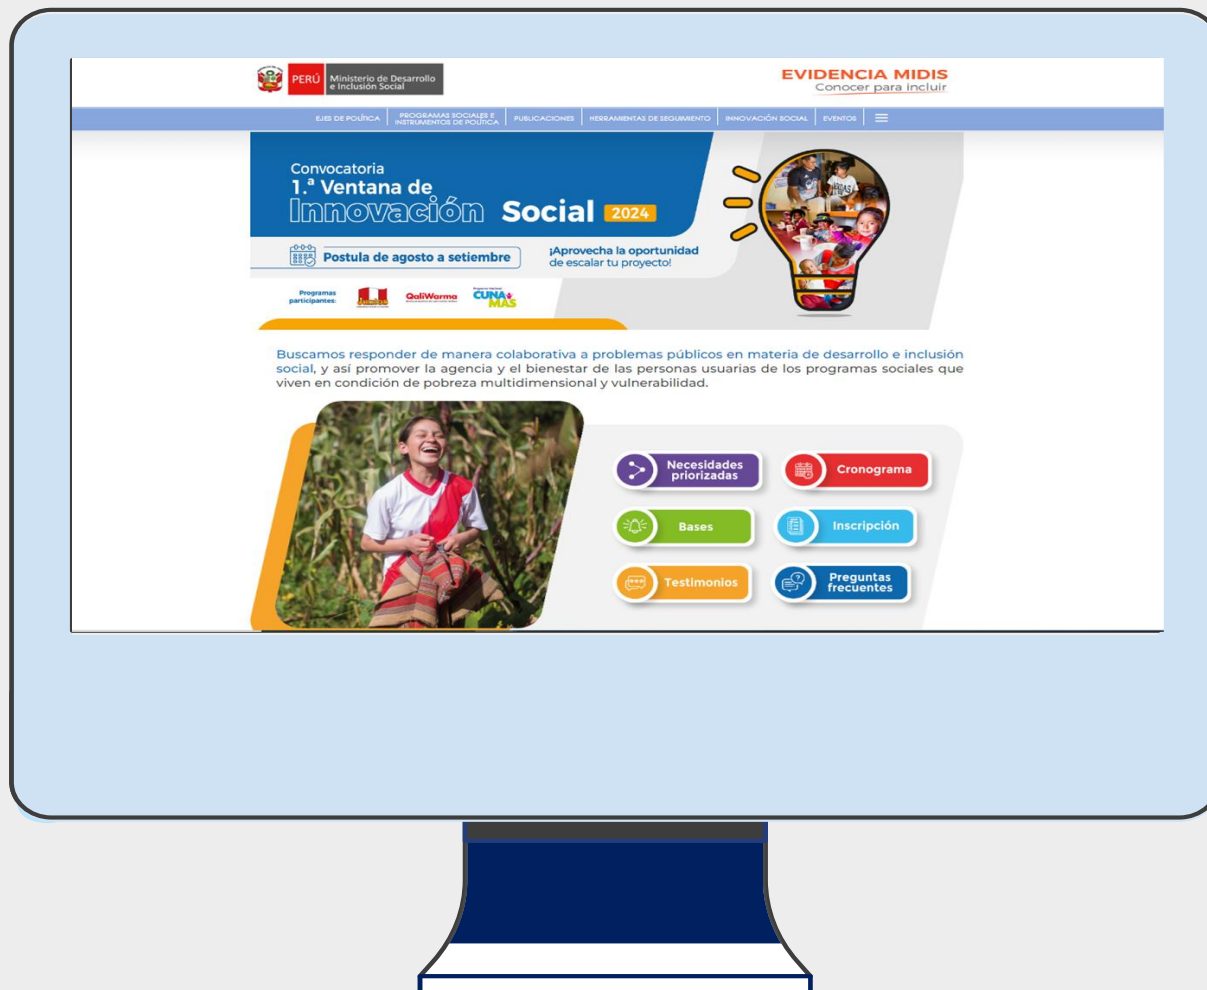 PERÚ
Ministerio de Desarrollo
e Inclusión Social
EVIDENCIA MIDIS
Conocer para incluir
EJES DE POLÍTICA
PROGRAMAS SOCIALES E
INSTRUMENTOS DE POLÍTICA
PUBLICACIONES
HERRAMIENTAS DE SEGUIMIENTO
INNOVACIÓN SOCIAL
EVENTOS
Convocatoria
1.ª Ventana de
Innovación Social 2024
Postula de agosto a setiembre
¡Aprovecha la oportunidad
de escalar tu proyecto!
Programas
participantes:
Juntos
QaliWarma
CUNA
MÁS
Buscamos responder de manera colaborativa a problemas públicos en materia de desarrollo e inclusión
social, y así promover la agencia y el bienestar de las personas usuarias de los programas sociales que
viven en condición de pobreza multidimensional y vulnerabilidad.
Necesidades
priorizadas
Cronograma
Bases
Inscripción
Testimonios
Preguntas
frecuentes